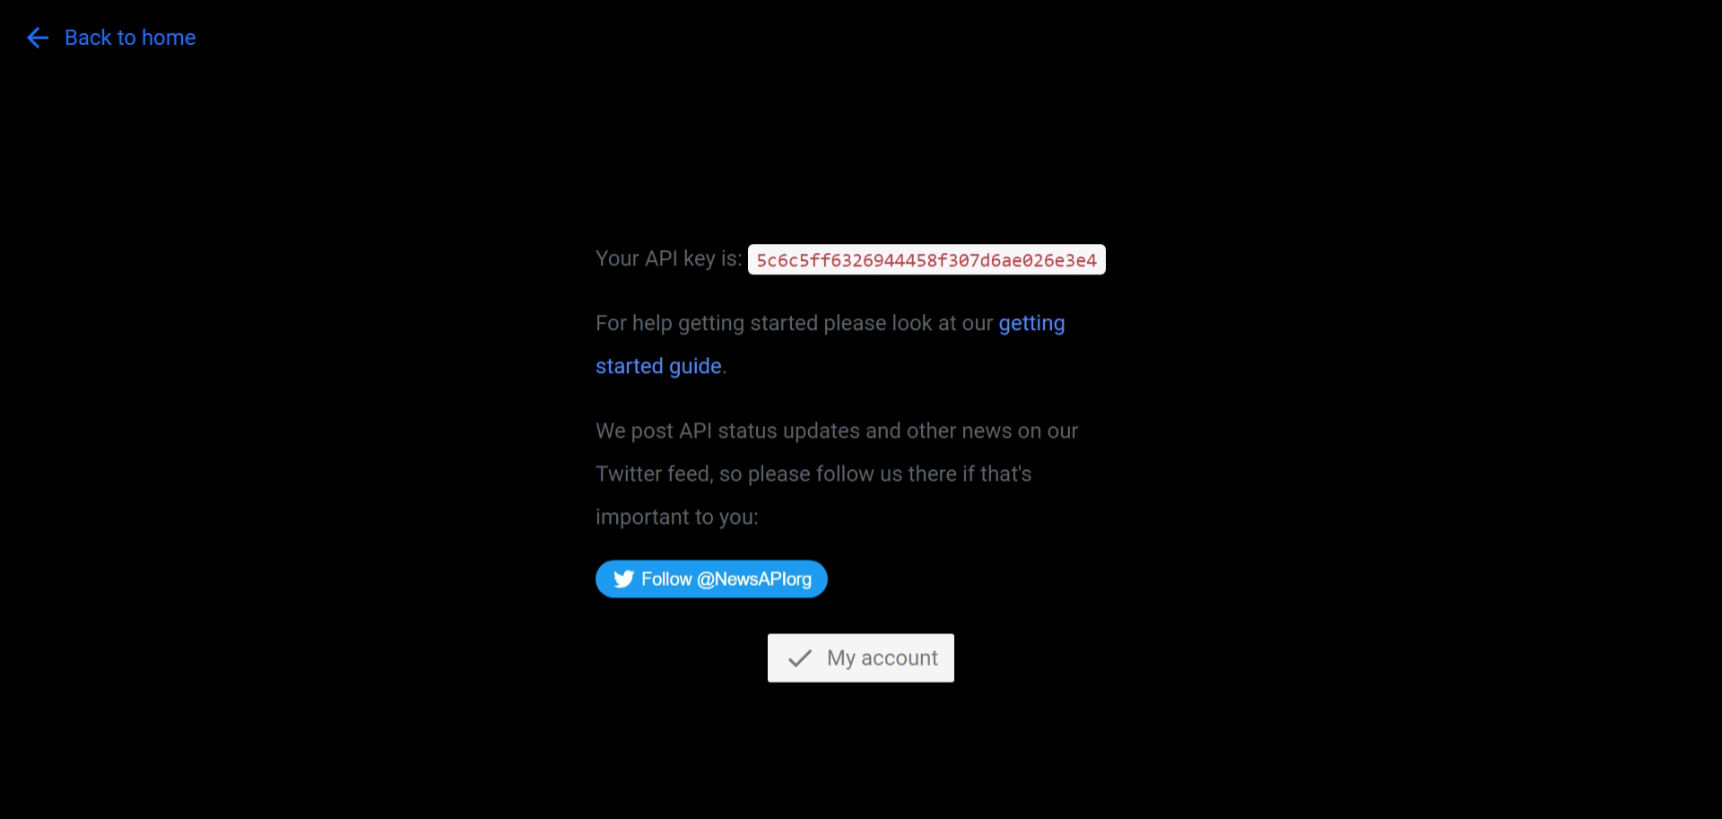 Back to home
Your API key is: 5c6c5ff6326944458f307d6ae026e3e4
For help getting started please look at our getting
started guide.
We post API status updates and other news on our
Twitter feed, so please follow us there if that's
important to you:
Follow @NewsAPIorg
My account